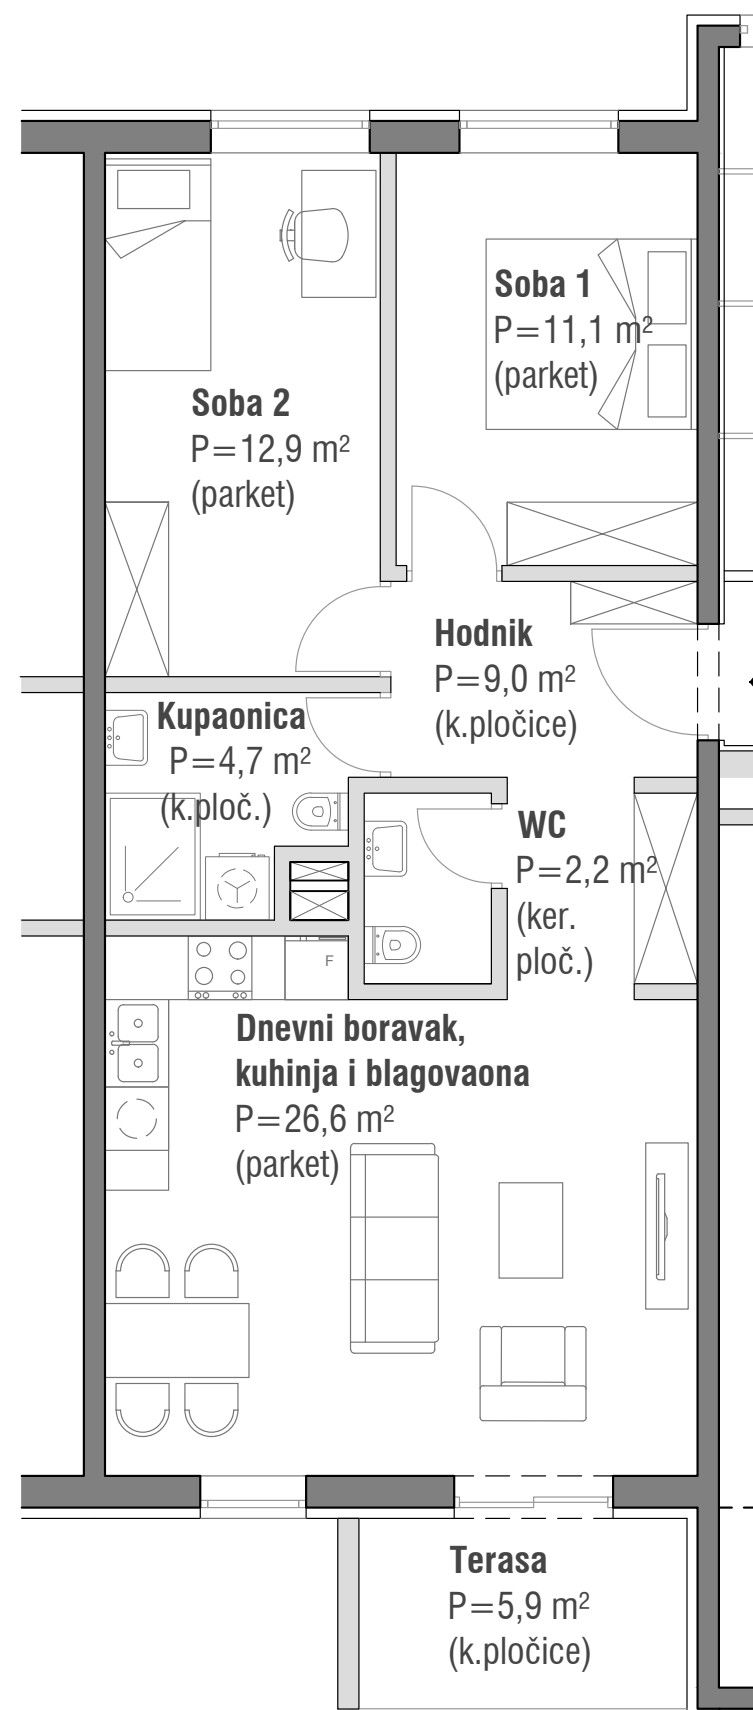 Soba 1
P=11,1 m²
(parket)
Soba 2
P=12,9 m²
(parket)
Hodnik
P=9,0 m²
(k.pločice)
Kupaonica
P=4,7 m²
(k.ploč.)
WC
P=2,2 m²
(ker.
ploč.)
F
Dnevni boravak,
kuhinja i blagovaona
P=26,6 m²
(parket)
Terasa
P=5,9 m²
(k.pločice)